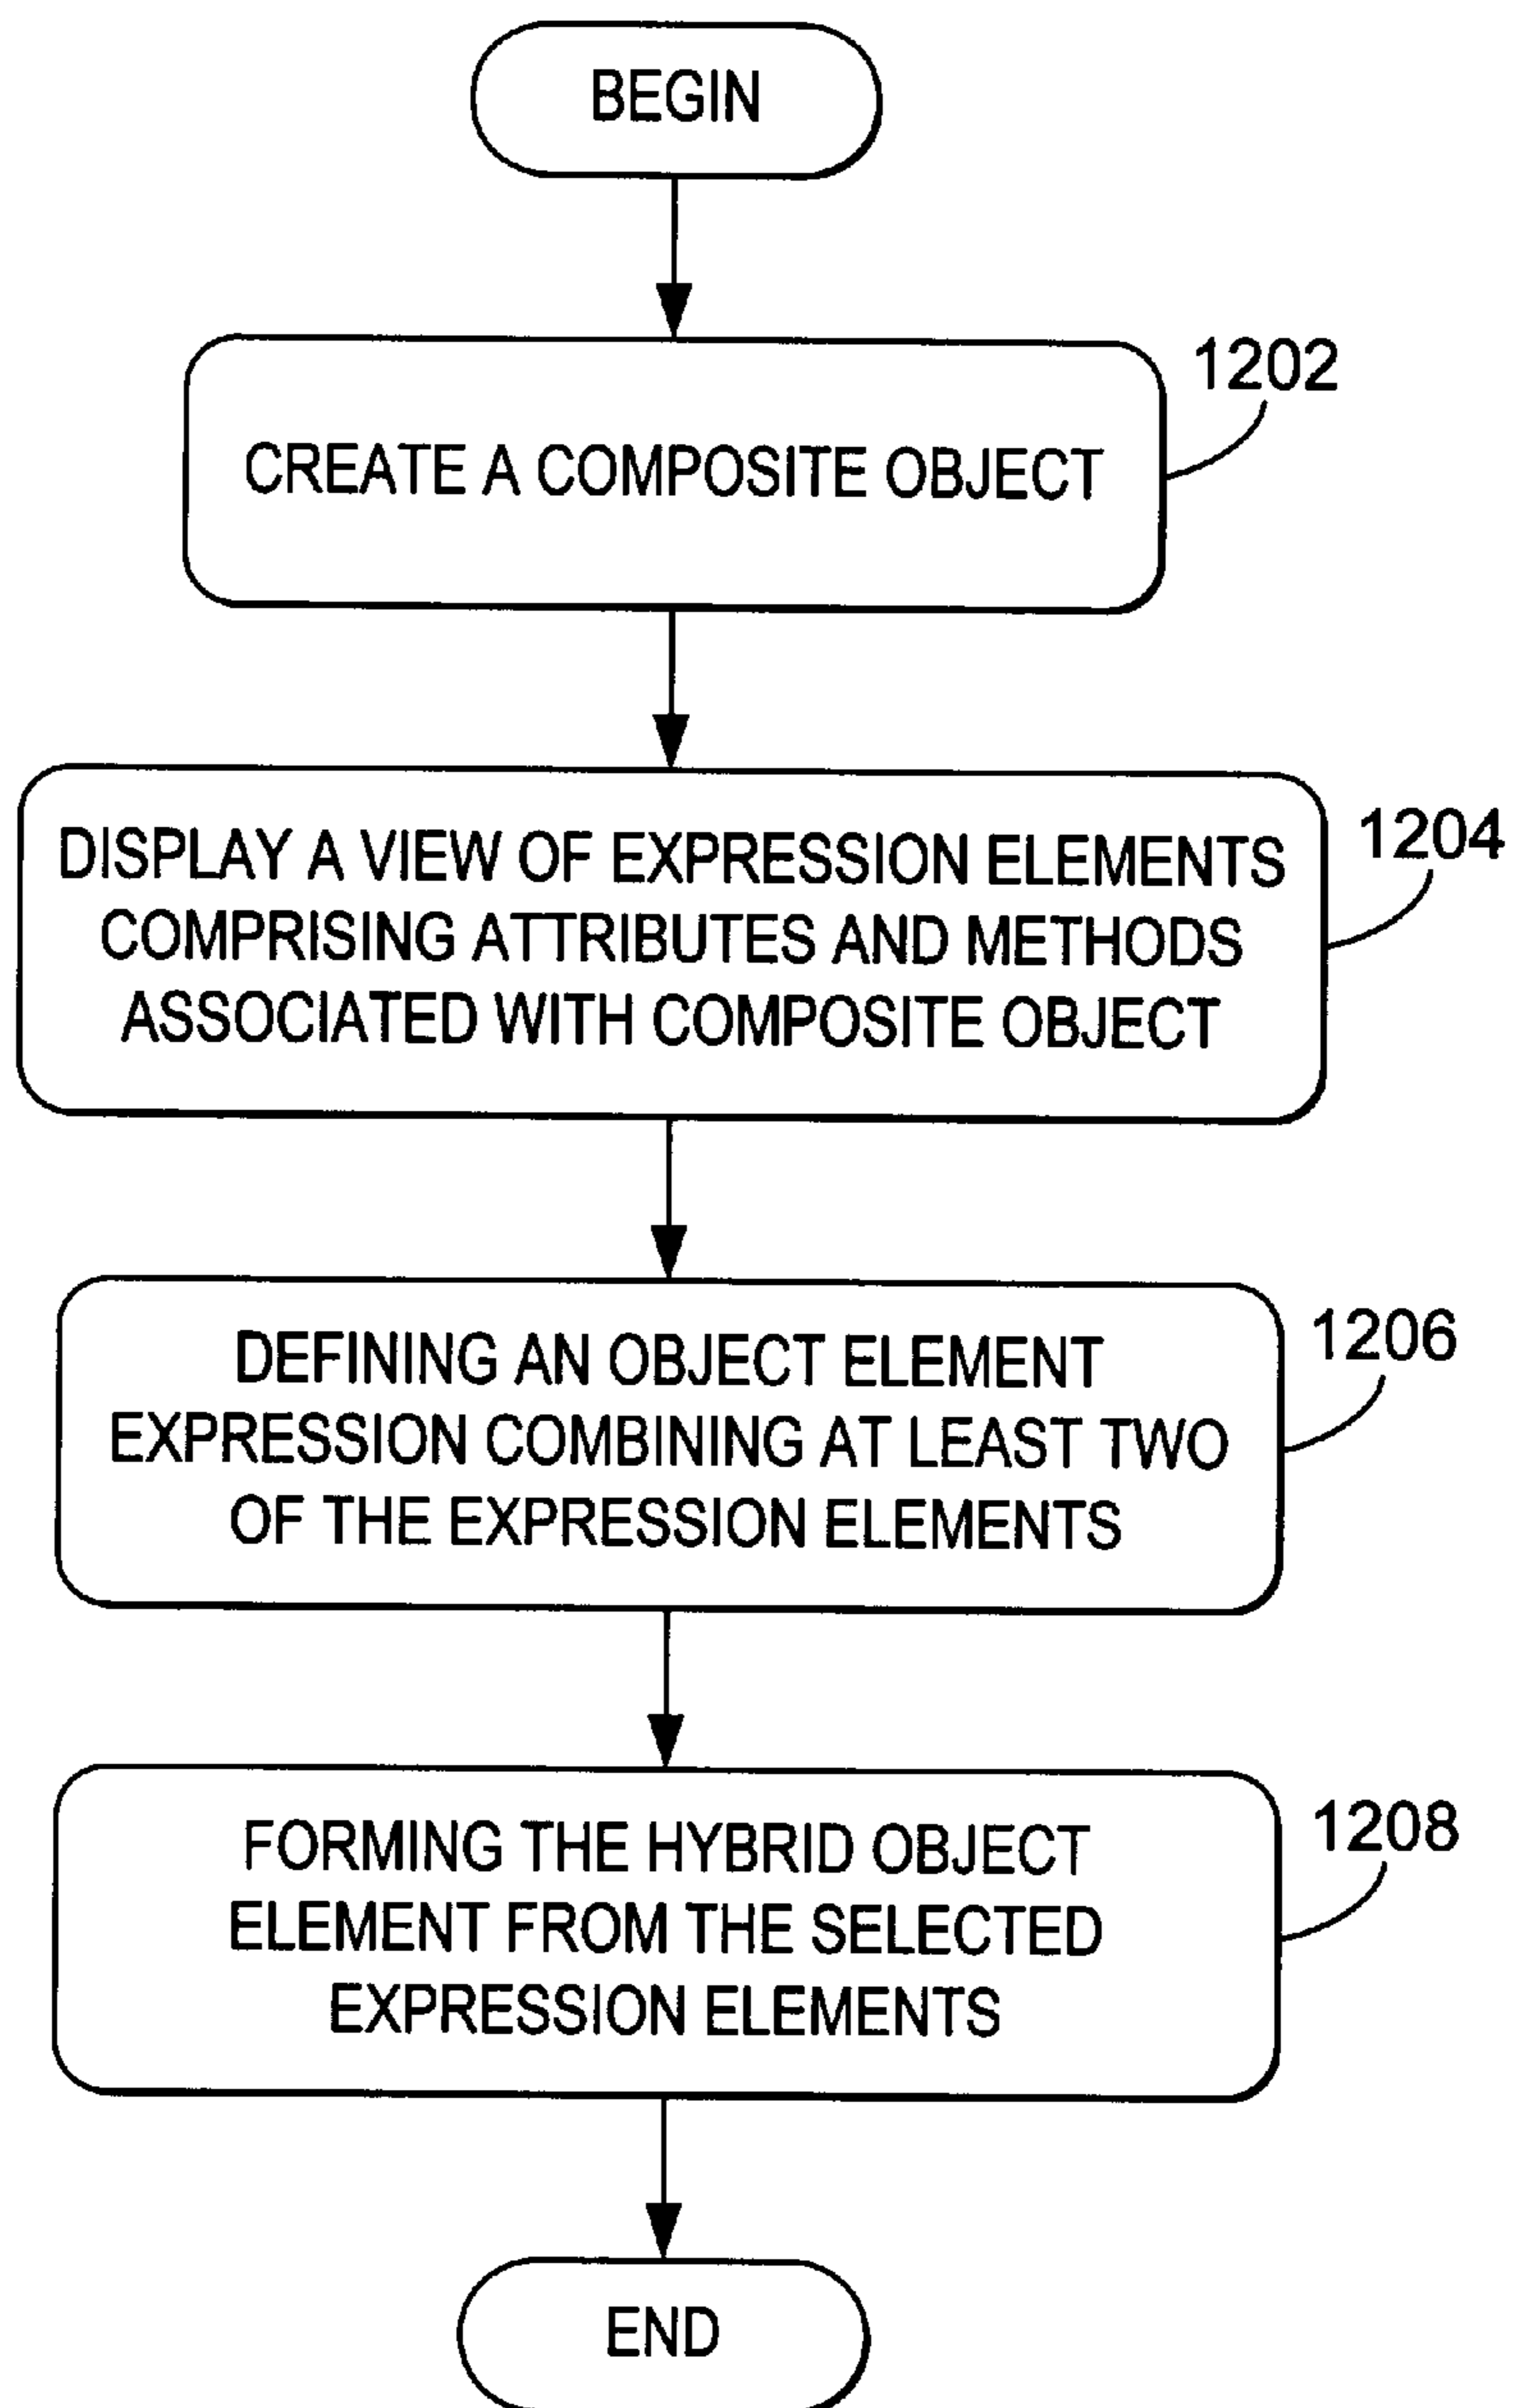 BEGIN
CREATE A COMPOSITE OBJECT
1202
DISPLAY A VIEW OF EXPRESSION ELEMENTS
COMPRISING ATTRIBUTES AND METHODS
ASSOCIATED WITH COMPOSITE OBJECT
1204
DEFINING AN OBJECT ELEMENT
EXPRESSION COMBINING AT LEAST TWO
OF THE EXPRESSION ELEMENTS
1206
FORMING THE HYBRID OBJECT
ELEMENT FROM THE SELECTED
EXPRESSION ELEMENTS
1208
END